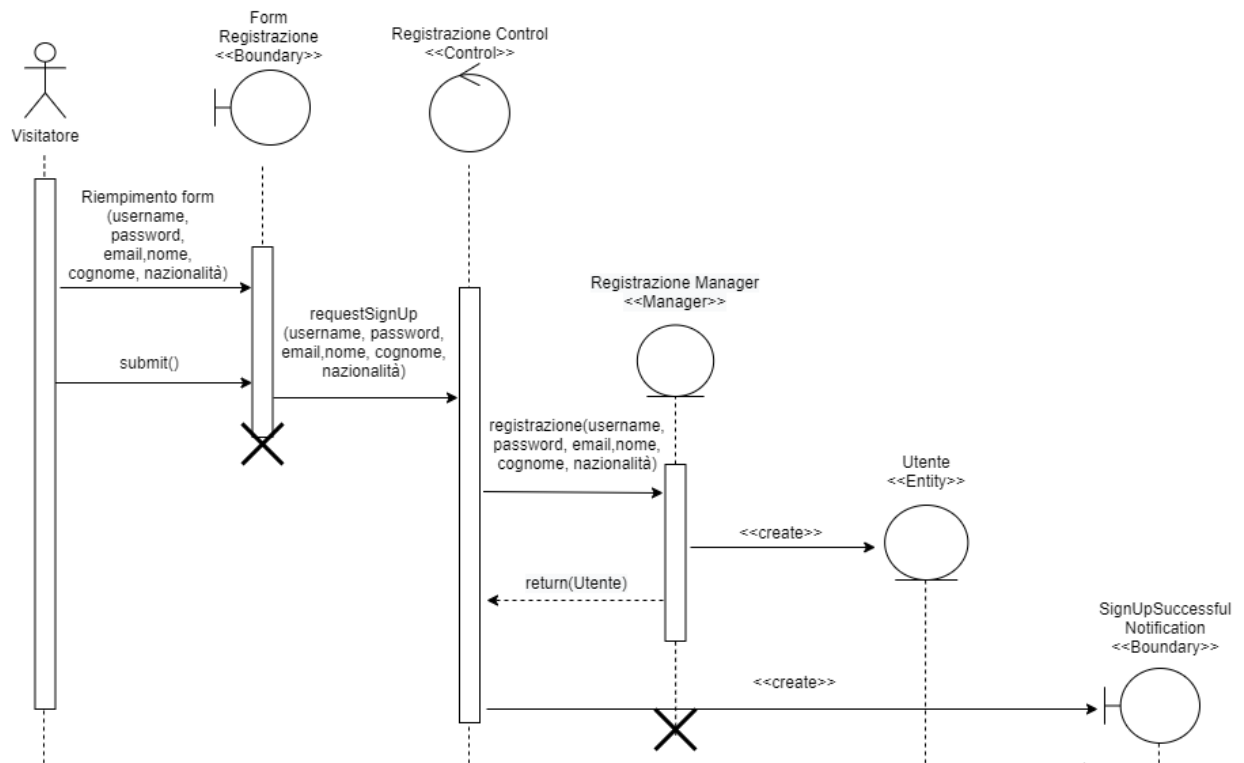 Form
Registrazione
<<Boundary>>
Registrazione Control
<<Control>>
Visitatore
Riempimento form
(username,
password,
email,nome,
cognome, nazionalità)
requestSignUp
(username, password,
email,nome, cognome,
nazionalità)
submit()
Registrazione Manager
<<Manager>>
registrazione(username,
password, email,nome,
cognome, nazionalità)
Utente
<<Entity>>
<<create>>
return(Utente)
SignUpSuccessful
Notification
<<Boundary>>
<<create>>